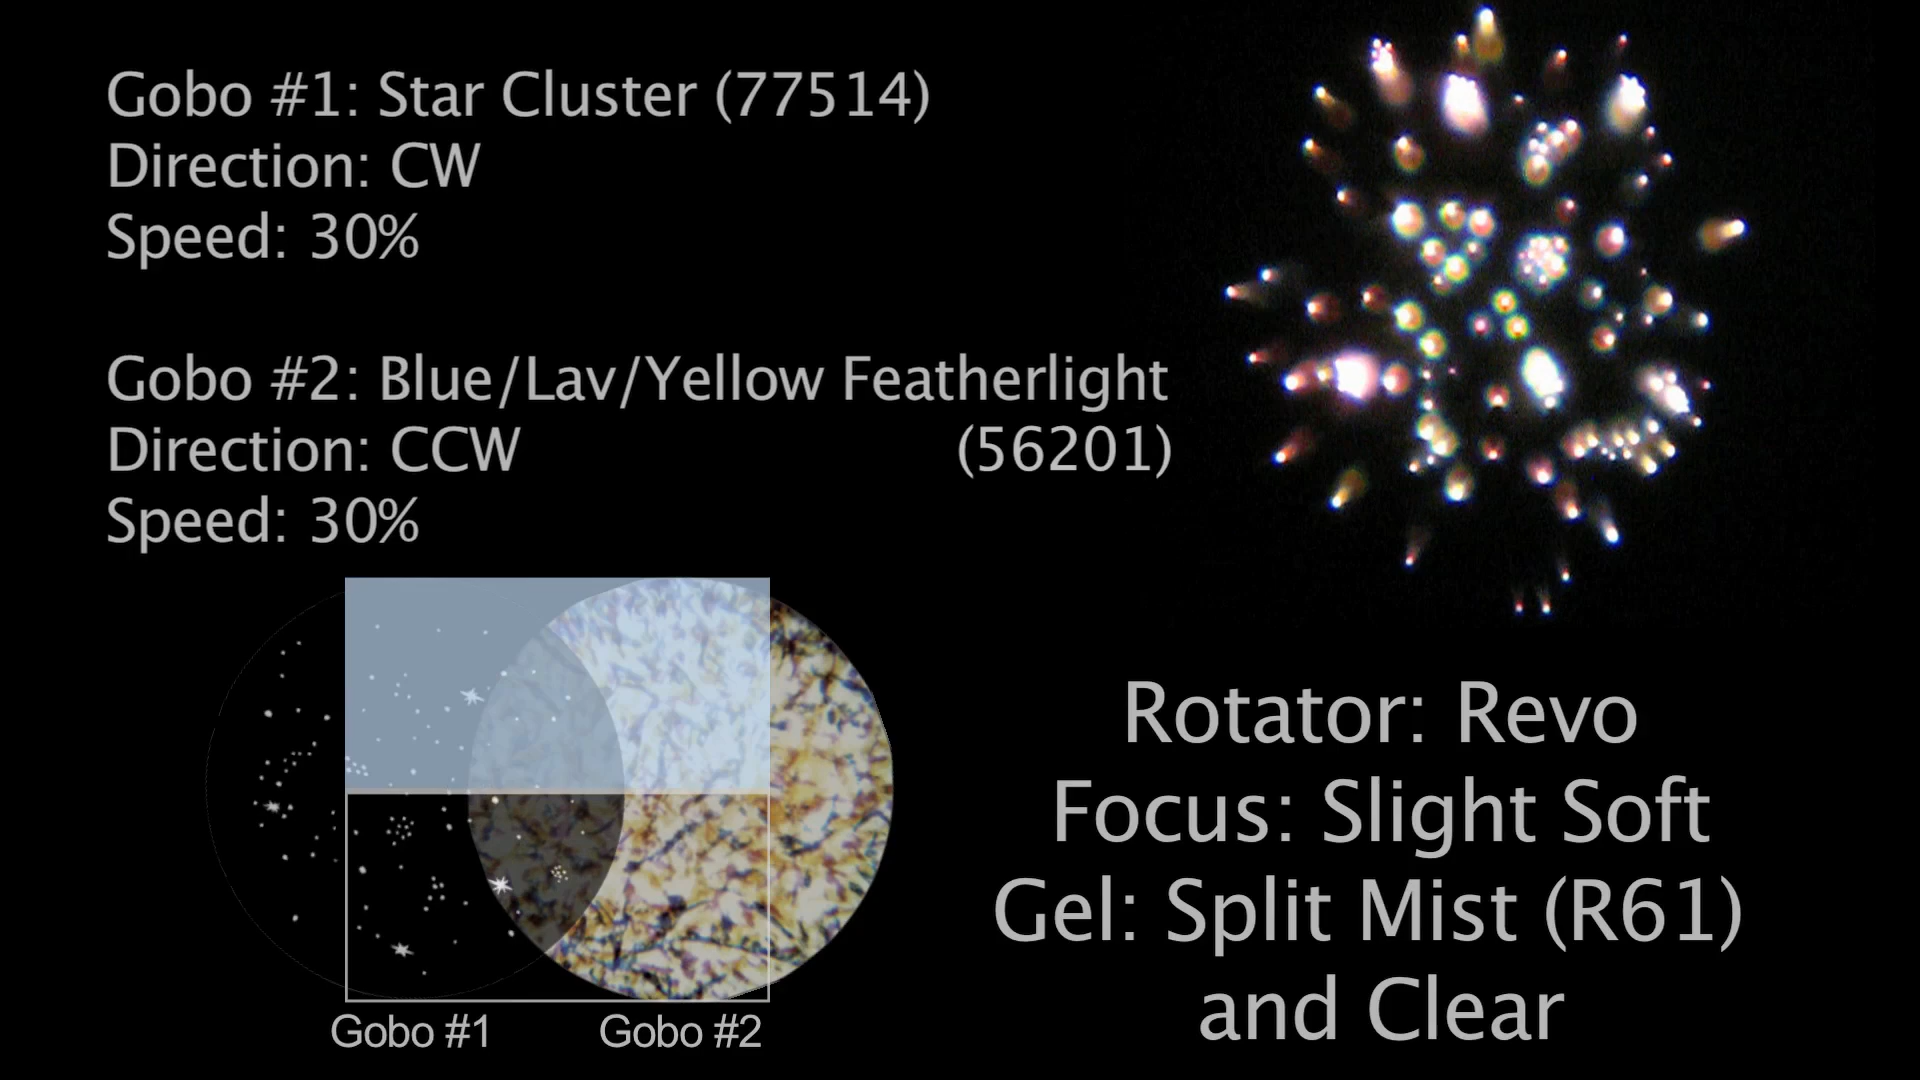 Gobo #1: Star Cluster (77514)
Direction: CW
Speed: 30%
Gobo #2: Blue/Lav/Yellow Featherlight
Direction: CCW (56201)
Speed: 30%
Gobo #1 Gobo #2
Rotator: Revo
Focus: Slight Soft
Gel: Split Mist (R61)
and Clear